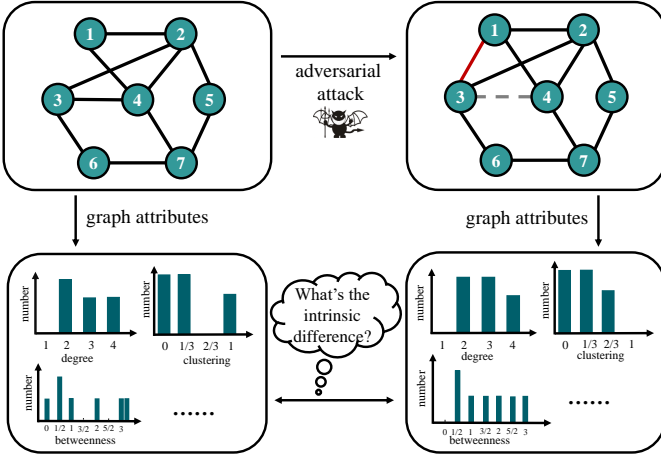 1
2
3
4
5
6
7
adversarial
attack
1
2
3
4
5
6
7
graph attributes
graph attributes
number
1 2 3 4
degree
number
0 1/3 2/3 1
clustering
number
0 1/2 1 3/2 2 5/2 3
betweenness
......
What's the
intrinsic
difference?
number
1 2 3 4
degree
number
0 1/3 2/3 1
clustering
number
0 1/2 1 3/2 2 5/2 3
betweenness
......